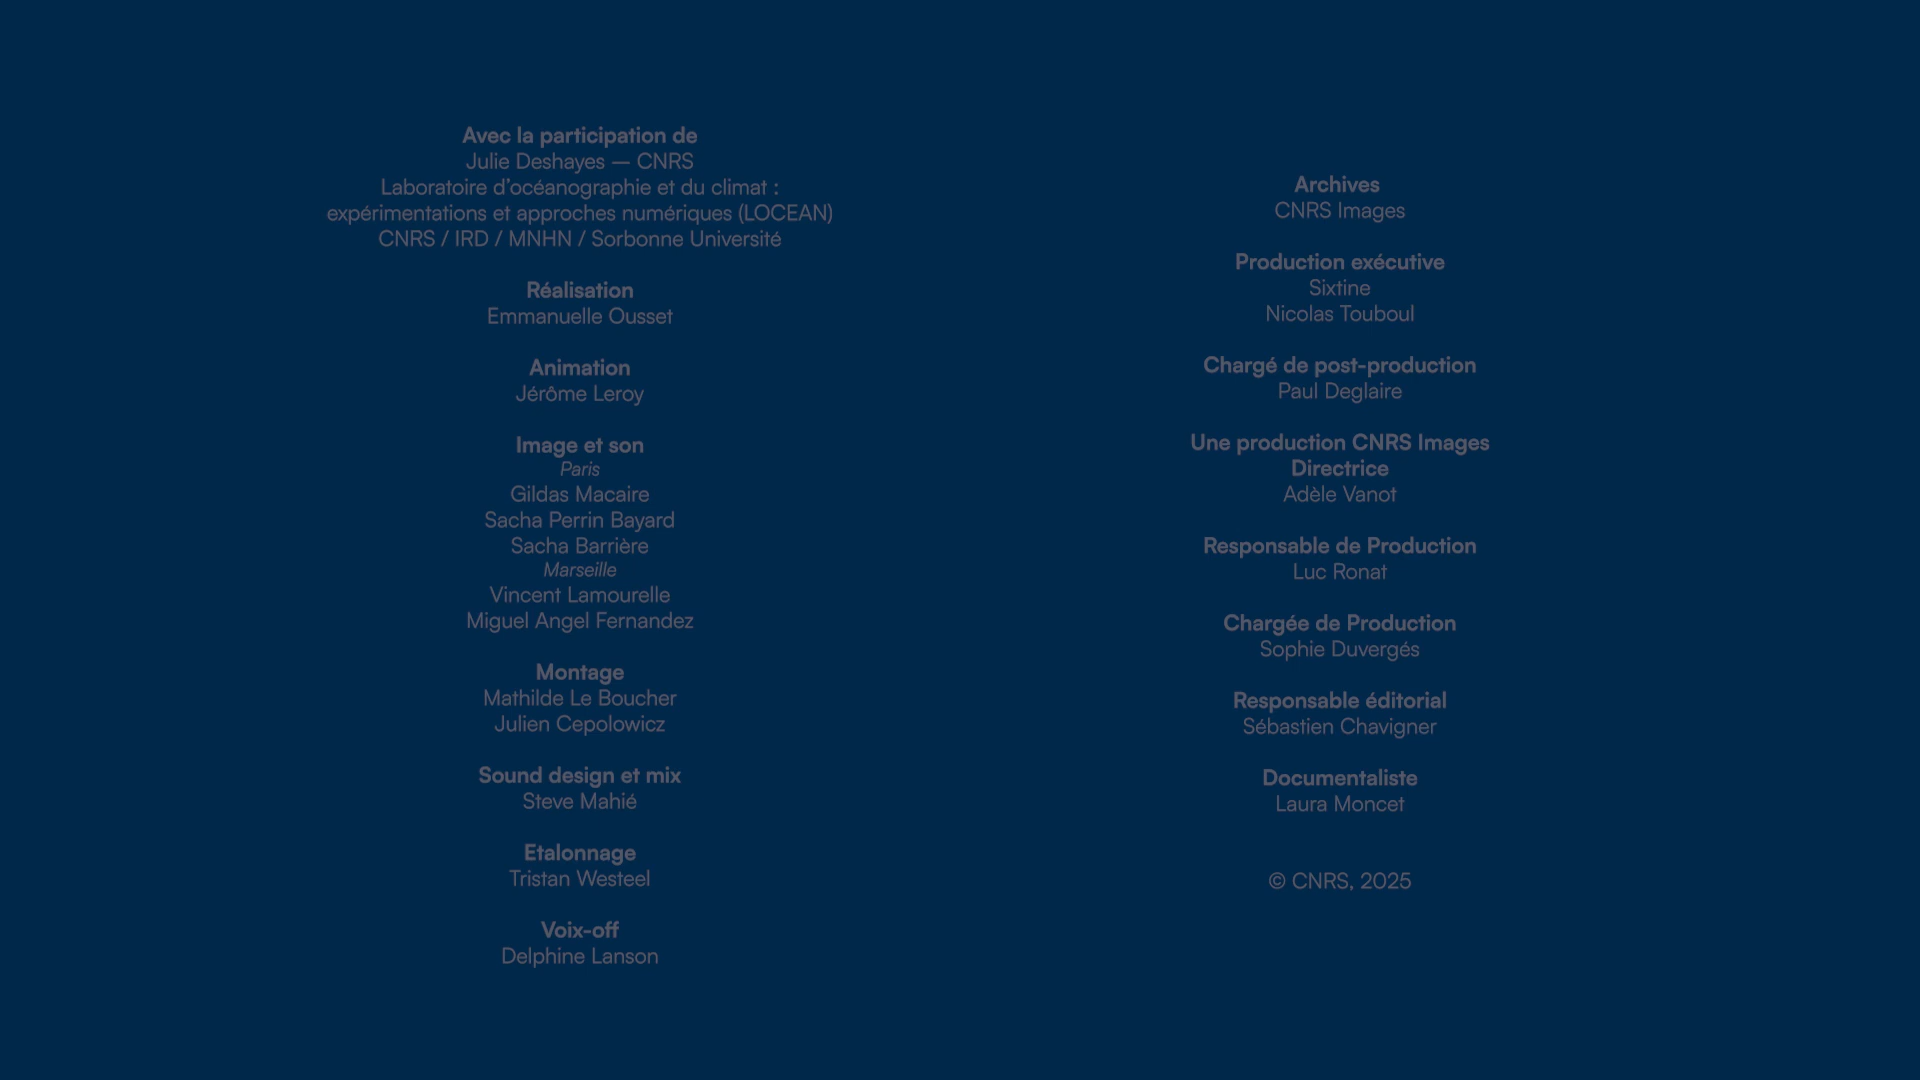 Avec la participation de
Julie Deshayes — CNRS
Laboratoire d’océanographie et du climat :
expérimentations et approches numériques (LOCEAN)
CNRS / IRD / MNHN / Sorbonne Université
Réalisation
Emmanuelle Ousset
Animation
Jérôme Leroy
Image et son
Paris
Gildas Macaire
Sacha Perrin Bayard
Sacha Barrière
Marseille
Vincent Lamourelle
Miguel Angel Fernandez
Montage
Mathilde Le Boucher
Julien Cepolowicz
Sound design et mix
Steve Mahié
Etalonnage
Tristan Westeel
Voix-off
Delphine Lanson
Archives
CNRS Images
Production exécutive
Sixtine
Nicolas Touboul
Chargé de post-production
Paul Deglaire
Une production CNRS Images
Directrice
Adèle Vanot
Responsable de Production
Luc Ronat
Chargée de Production
Sophie Duvergés
Responsable éditorial
Sébastien Chavigner
Documentaliste
Laura Moncet
© CNRS, 2025